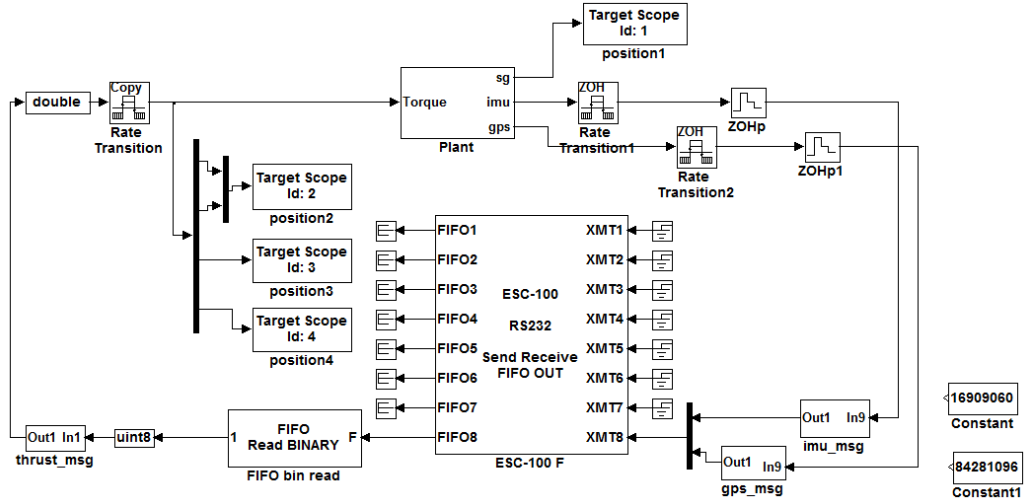 Target Scope
Id: 1
position1
double
Copy
Rate
Transition
Torque
sg
imu
gps
Plant
ZOH
Rate
Transition1
ZOHp
ZOH
Rate
Transition2
ZOHp1
Target Scope
Id: 2
position2
Target Scope
Id: 3
position3
Target Scope
Id: 4
position4
FIFO1
FIFO2
FIFO3
FIFO4
FIFO5
FIFO6
FIFO7
FIFO8
ESC-100
RS232
Send Receive
FIFO OUT
XMT1
XMT2
XMT3
XMT4
XMT5
XMT6
XMT7
XMT8
ESC-100 F
Out1 In1
thrust_msg
uint8
1
FIFO
Read BINARY
F
FIFO bin read
Out1 In9
imu_msg
Out1 In9
gps_msg
16909060
Constant
84281096
Constant1